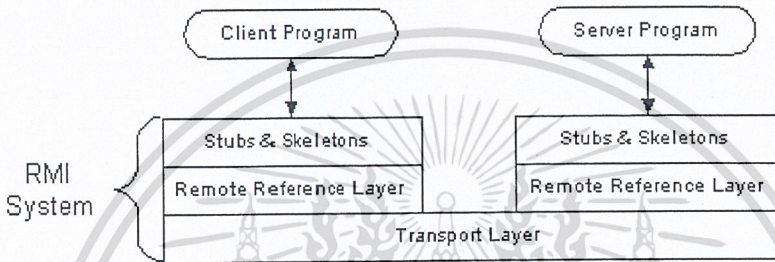 Client Program
Server Program
Stubs & Skeletons
Stubs & Skeletons
RMI
System
Remote Reference Layer
Remote Reference Layer
Transport Layer